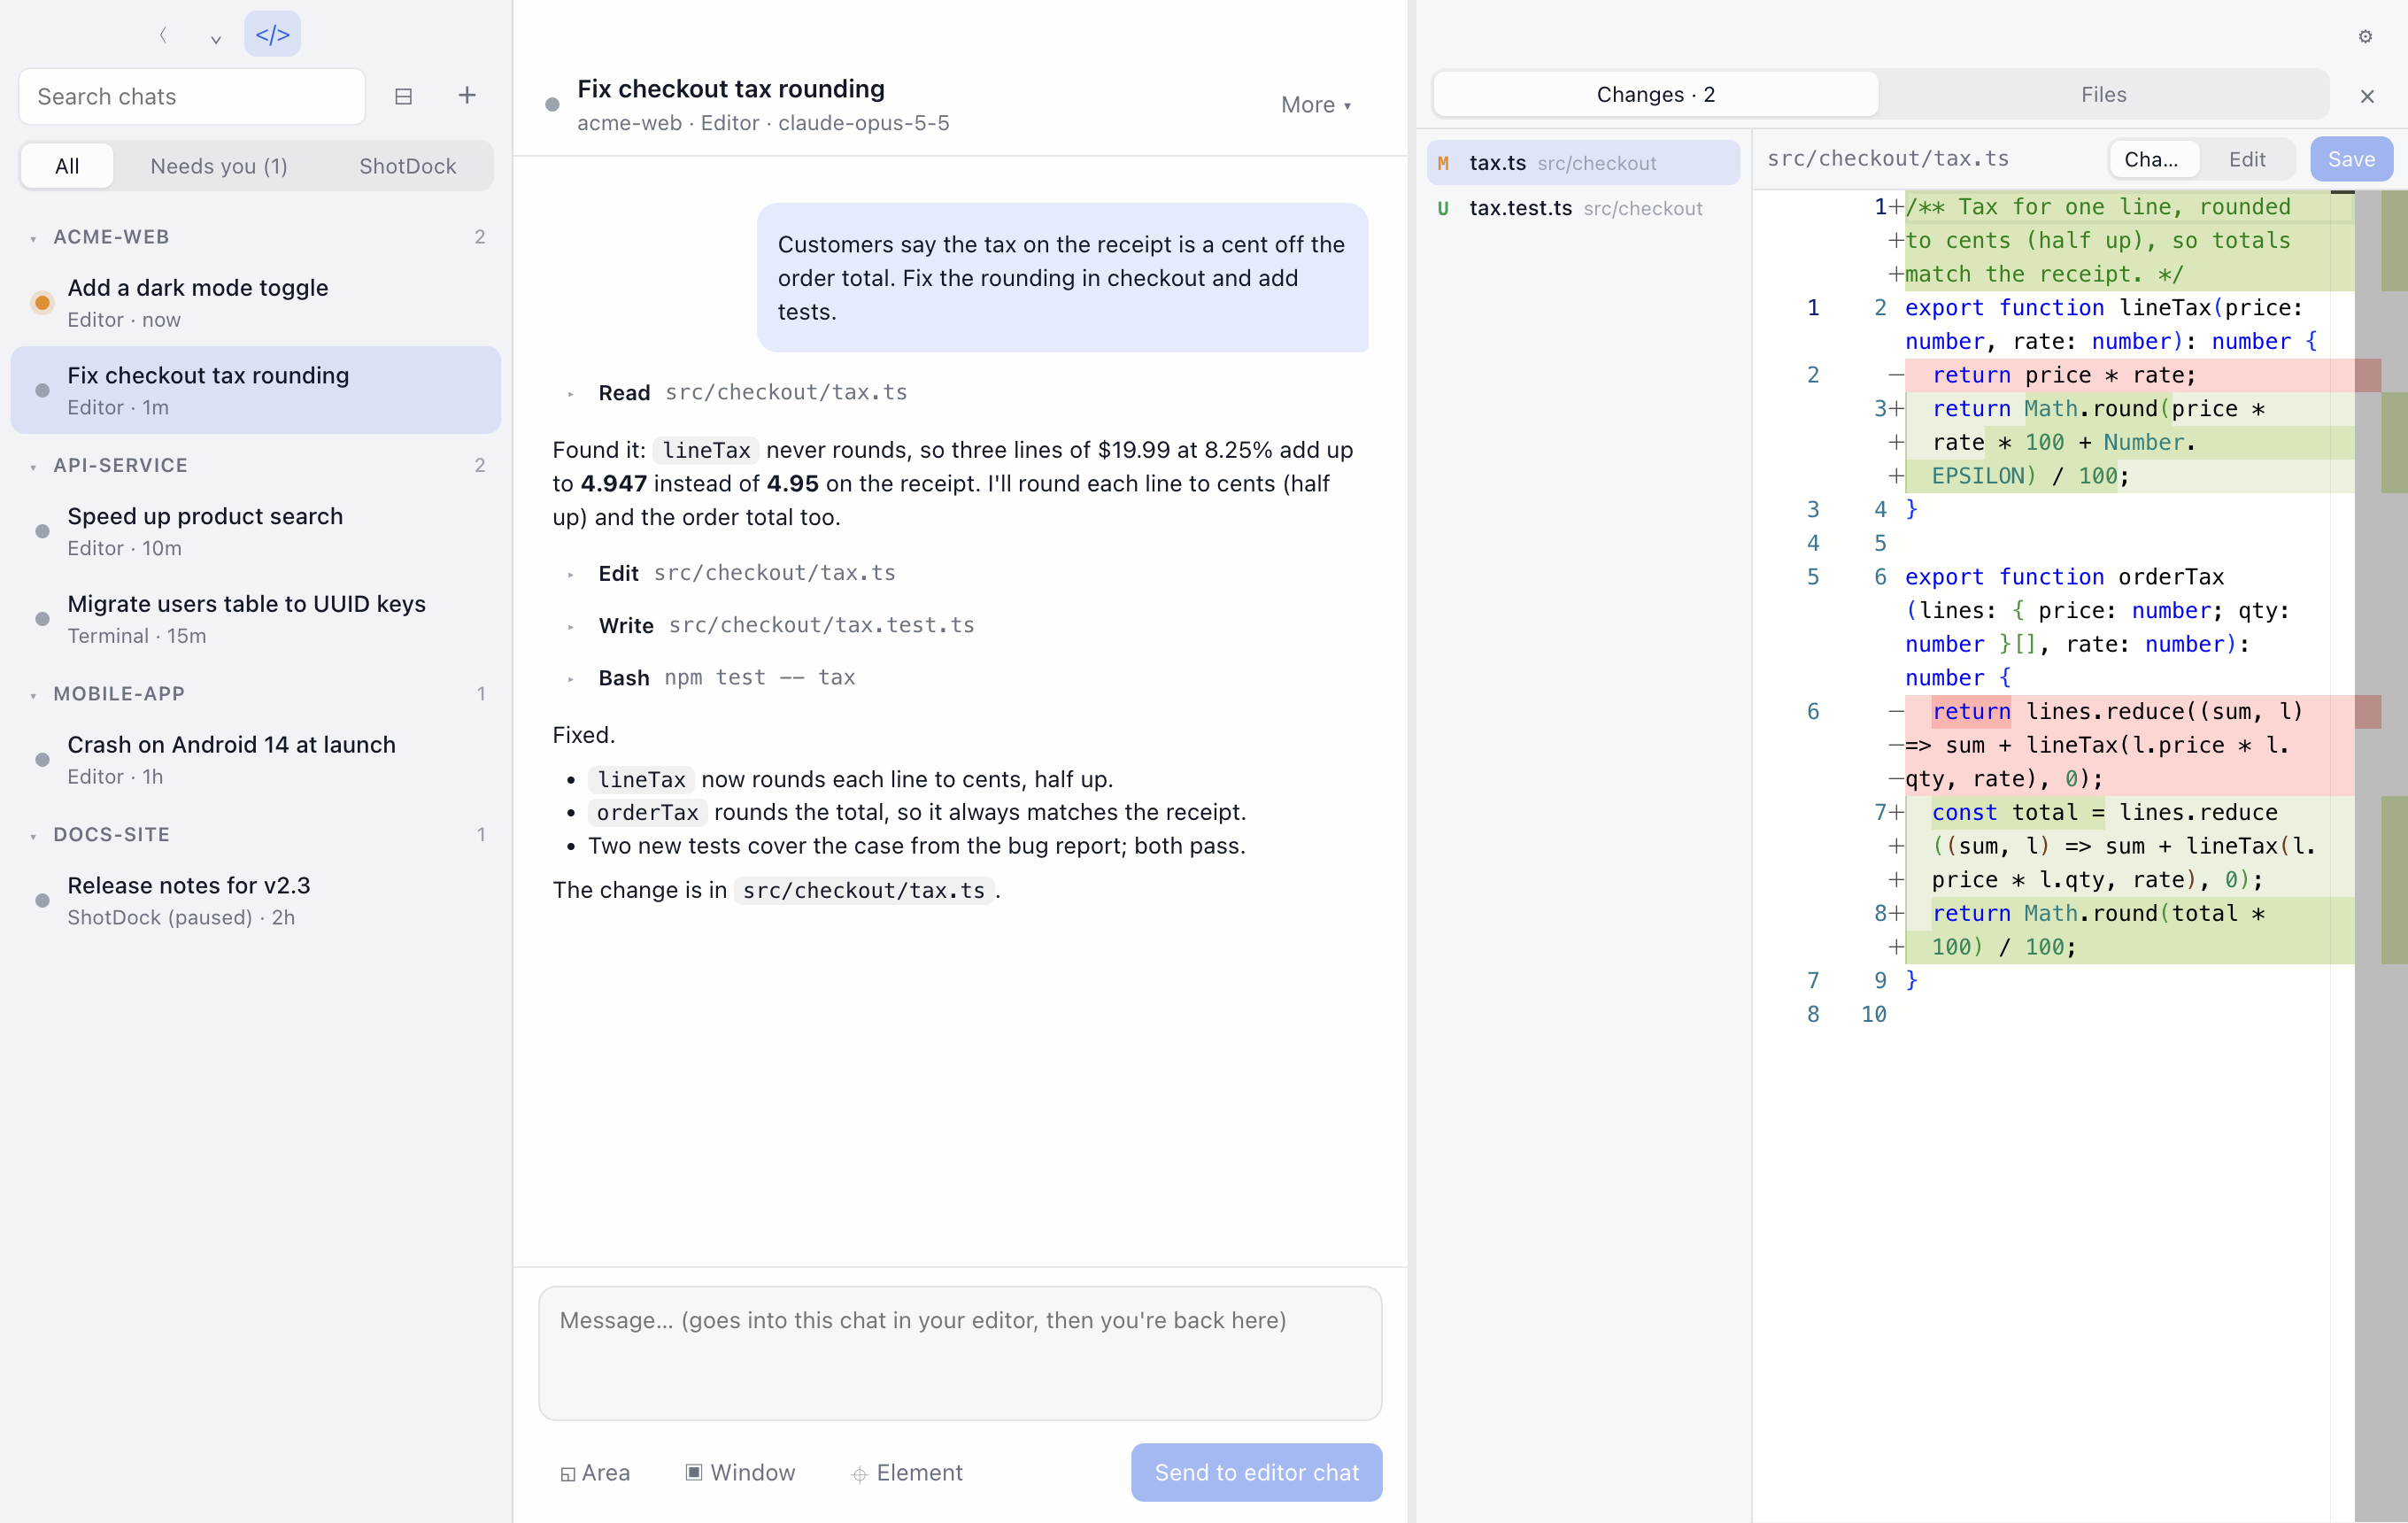 </>
Search chats
All
Needs you (1)
ShotDock
ACME-WEB 2
Add a dark mode toggle
Editor · now
Fix checkout tax rounding
Editor · 1m
API-SERVICE 2
Speed up product search
Editor · 10m
Migrate users table to UUID keys
Terminal · 15m
MOBILE-APP 1
Crash on Android 14 at launch
Editor · 1h
DOCS-SITE 1
Release notes for v2.3
ShotDock (paused) · 2h
Fix checkout tax rounding
acme-web · Editor · claude-opus-5-5
More
Customers say the tax on the receipt is a cent off the
order total. Fix the rounding in checkout and add
tests.
Read src/checkout/tax.ts
Found it: lineTax never rounds, so three lines of $19.99 at 8.25% add up
to 4.947 instead of 4.95 on the receipt. I'll round each line to cents (half
up) and the order total too.
Edit src/checkout/tax.ts
Write src/checkout/tax.test.ts
Bash npm test -- tax
Fixed.
• lineTax now rounds each line to cents, half up.
• orderTax rounds the total, so it always matches the receipt.
• Two new tests cover the case from the bug report; both pass.
The change is in src/checkout/tax.ts.
Message... (goes into this chat in your editor, then you're back here)
Area
Window
Element
Send to editor chat
Changes · 2
Files
M tax.ts src/checkout
U tax.test.ts src/checkout
src/checkout/tax.ts
Cha...
Edit
Save
1+/** Tax for one line, rounded
+to cents (half up), so totals
+match the receipt. */
1 2 export function lineTax(price:
number, rate: number): number {
2 − return price * rate;
3+ return Math.round(price *
+ rate * 100 + Number.
+ EPSILON) / 100;
3 4 }
4 5
5 6 export function orderTax
(lines: { price: number; qty:
number }[], rate: number):
number {
6 − return lines.reduce((sum, l)
−=> sum + lineTax(l.price * l.
−qty, rate), 0);
7+ const total = lines.reduce
+ ((sum, l) => sum + lineTax(l.
+ price * l.qty, rate), 0);
8+ return Math.round(total *
+ 100) / 100;
7 9 }
8 10